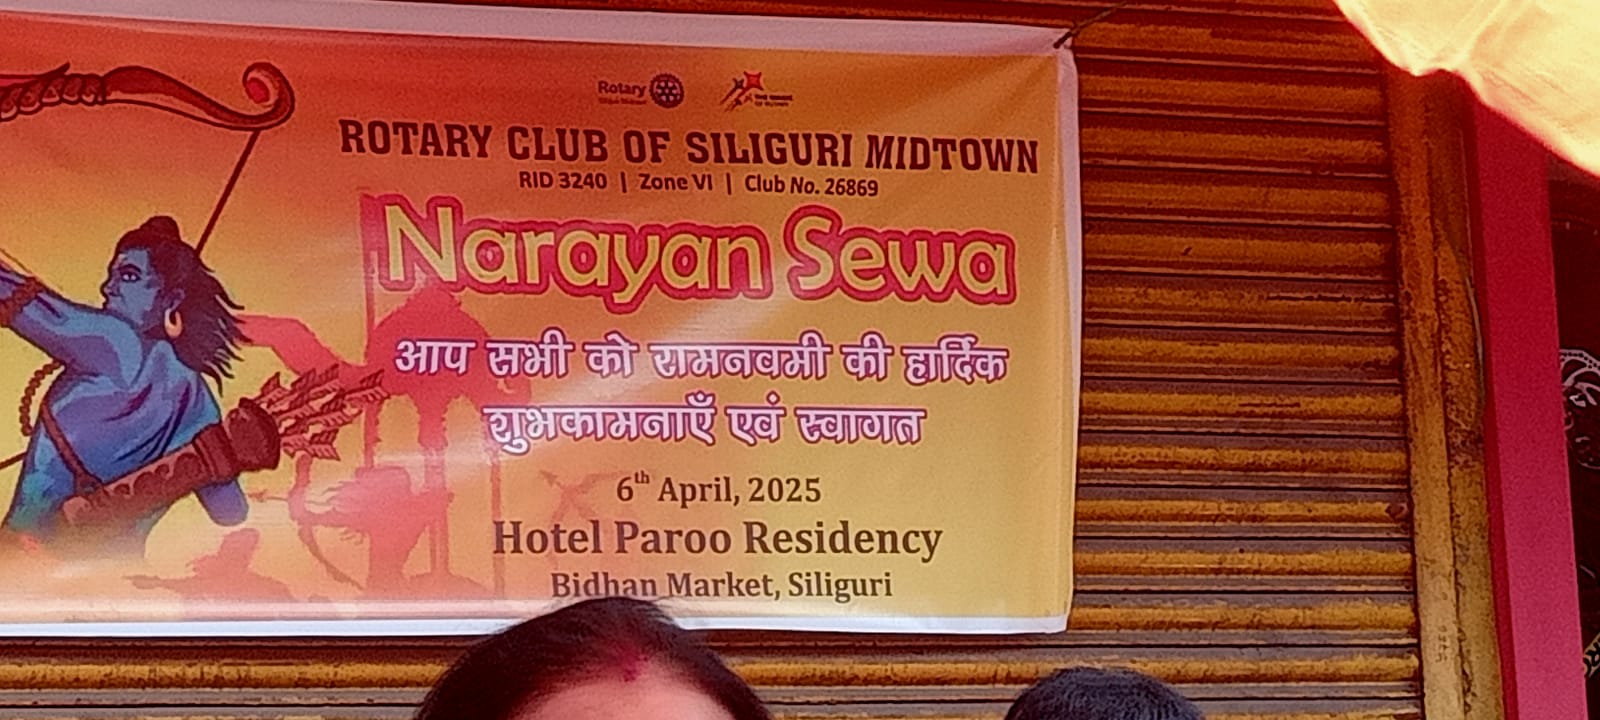 Rotary
ROTARY CLUB OF SILIGURI MIDTOWN
RID 3240 | Zone VI | Club No. 26869
Narayan Sewa
आप सभी को रामनवमी की हार्दिक
शुभकामनाएँ एवं स्वागत
6th April, 2025
Hotel Paroo Residency
Bidhan Market, Siliguri